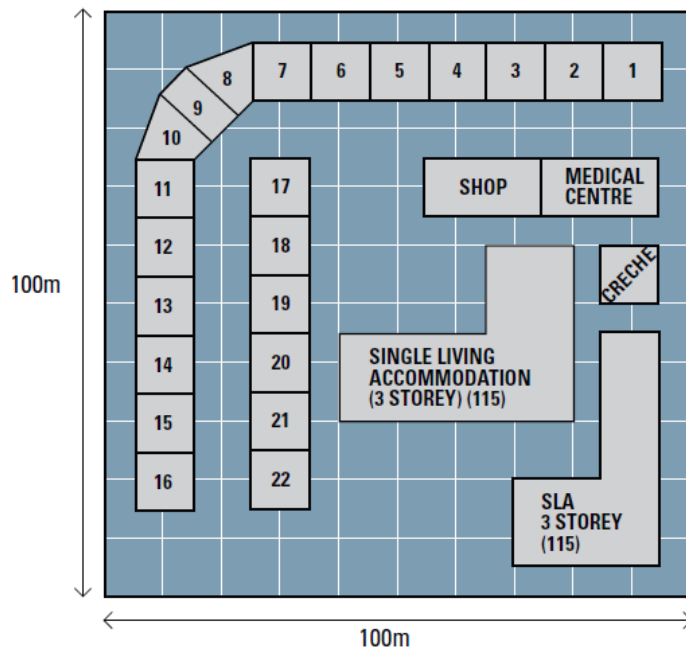 8
7
6
5
4
3
2
1
9
10
11
17
SHOP
MEDICAL
CENTRE
12
18
CRECHE
100m
13
19
14
20
SINGLE LIVING
ACCOMMODATION
(3 STOREY) (115)
15
21
16
22
SLA
3 STOREY
(115)
100m